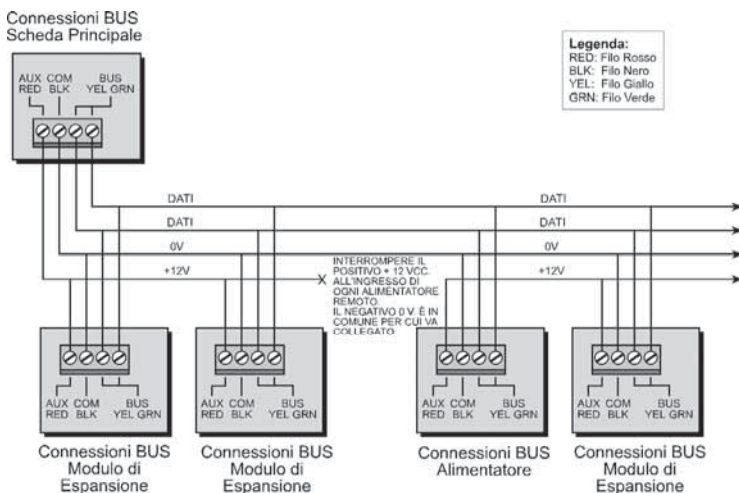 Connessioni BUS
Scheda Principale
AUX COM BUS
RED BLK YEL GRN
Legenda:
RED: Filo Rosso
BLK: Filo Nero
YEL: Filo Giallo
GRN: Filo Verde
DATI DATI
DATI DATI
0V 0V
+12V +12V
X INTERROMPERE IL
POSITIVO + 12 VCC.
ALL'INGRESSO DI
OGNI ALIMENTATORE
REMOTO.
IL NEGATIVO 0 V. È IN
COMUNE PER CUI VA
COLLEGATO
AUX COM BUS
RED BLK YEL GRN
Connessioni BUS
Modulo di
Espansione
AUX COM BUS
RED BLK YEL GRN
Connessioni BUS
Modulo di
Espansione
AUX COM BUS
RED BLK YEL GRN
Connessioni BUS
Alimentatore
AUX COM BUS
RED BLK YEL GRN
Connessioni BUS
Modulo di
Espansione